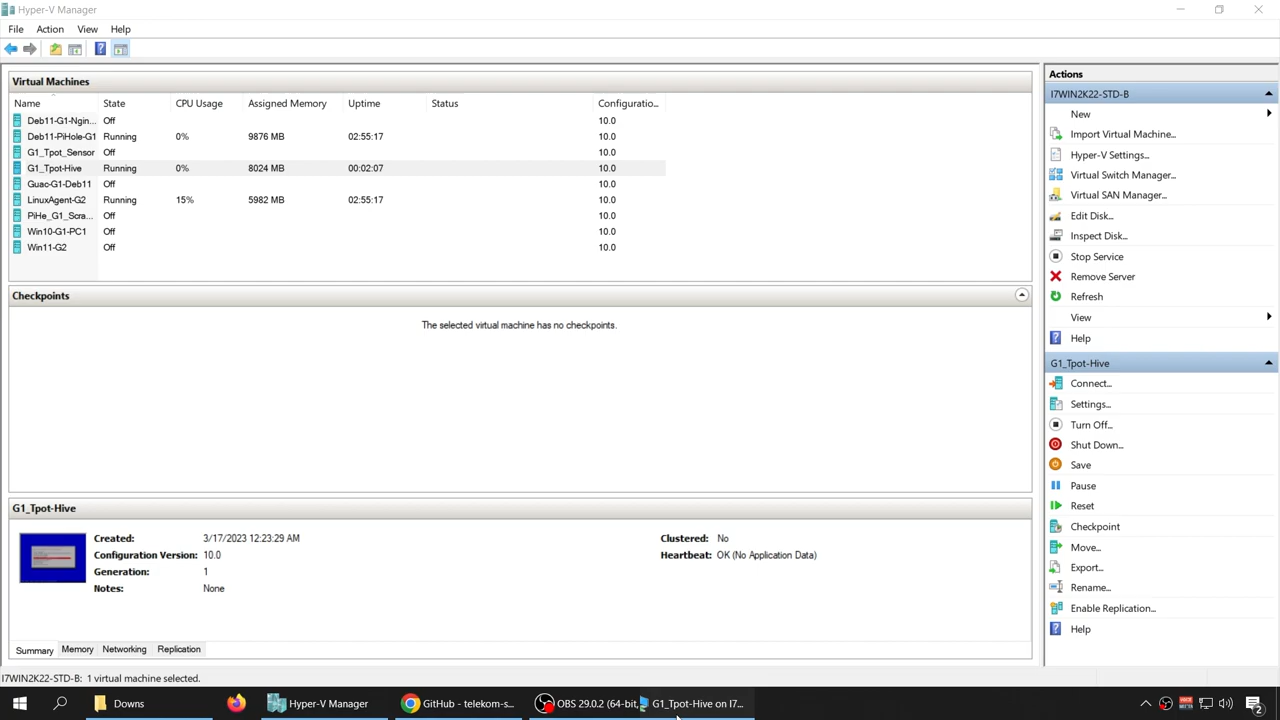 Hyper-V Manager
File Action View Help
Virtual Machines
Name State CPU Usage Assigned Memory Uptime Status Configuratio...
Deb11-G1-Ngin... Off 10.0
Deb11-PiHole-G1 Running 0% 9876 MB 02:55:17 10.0
G1_Tpot_Sensor Off 10.0
G1_Tpot-Hive Running 0% 8024 MB 00:02:07 10.0
Guac-G1-Deb11 Off 10.0
LinuxAgent-G2 Running 15% 5982 MB 02:55:17 10.0
PiHe_G1_Scra... Off 10.0
Win10-G1-PC1 Off 10.0
Win11-G2 Off 10.0
Checkpoints
The selected virtual machine has no checkpoints.
G1_Tpot-Hive
Created: 3/17/2023 12:23:29 AM Clustered: No
Configuration Version: 10.0 Heartbeat: OK (No Application Data)
Generation: 1
Notes: None
Summary Memory Networking Replication
Actions
I7WIN2K22-STD-B
New
Import Virtual Machine...
Hyper-V Settings...
Virtual Switch Manager...
Virtual SAN Manager...
Edit Disk...
Inspect Disk...
Stop Service
Remove Server
Refresh
View
Help
G1_Tpot-Hive
Connect...
Settings...
Turn Off...
Shut Down...
Save
Pause
Reset
Checkpoint
Move...
Export...
Rename...
Enable Replication...
Help
I7WIN2K22-STD-B: 1 virtual machine selected.
Downs Hyper-V Manager GitHub - telekom-s... OBS 29.0.2 (64-bit, G1_Tpot-Hive on I7... 2